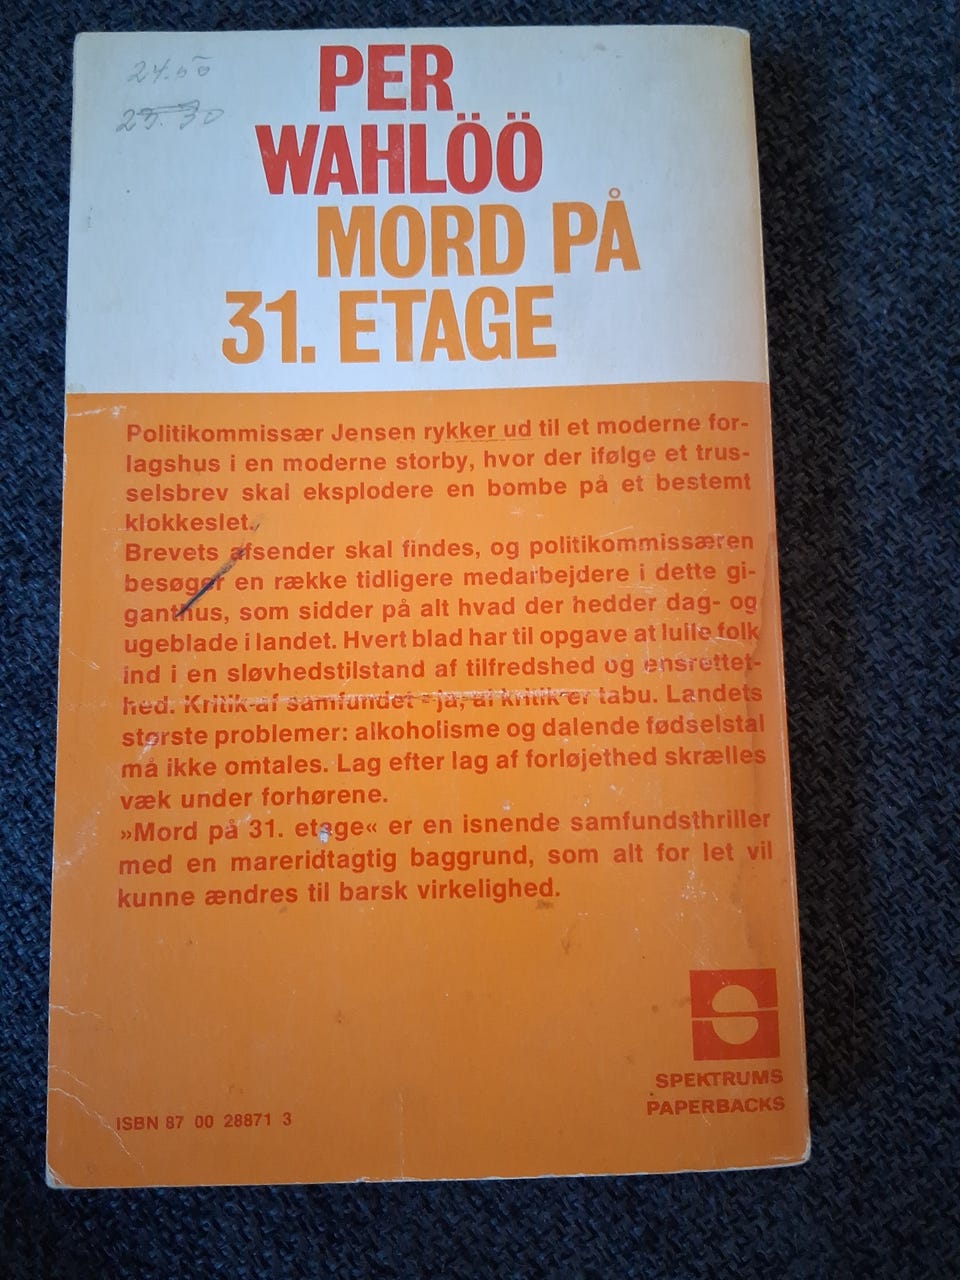 24.00
25.30
PER
WAHLÖÖ
MORD PÅ
31. ETAGE
Politikommissær Jensen rykker ud til et moderne for-
lagshus i en moderne storby, hvor der ifølge et trus-
selsbrev skal eksplodere en bombe på et bestemt
klokkeslet.
Brevets afsender skal findes, og politikommissæren
besøger en række tidligere medarbejdere i dette gi-
ganthus, som sidder på alt hvad der hedder dag- og
ugeblade i landet. Hvert blad har til opgave at lulle folk
ind i en sløvhedstilstand af tilfredshed og ensrettet-
hed. Kritik af samfundet - ja, al kritik er tabu. Landets
største problemer: alkoholisme og dalende fødselstal
må ikke omtales. Lag efter lag af forløjethed skrælles
væk under forhørene.
»Mord på 31. etage« er en isnende samfundsthriller
med en mareridtagtig baggrund, som alt for let vil
kunne ændres til barsk virkelighed.
SPEKTRUMS
PAPERBACKS
ISBN 87 00 28871 3